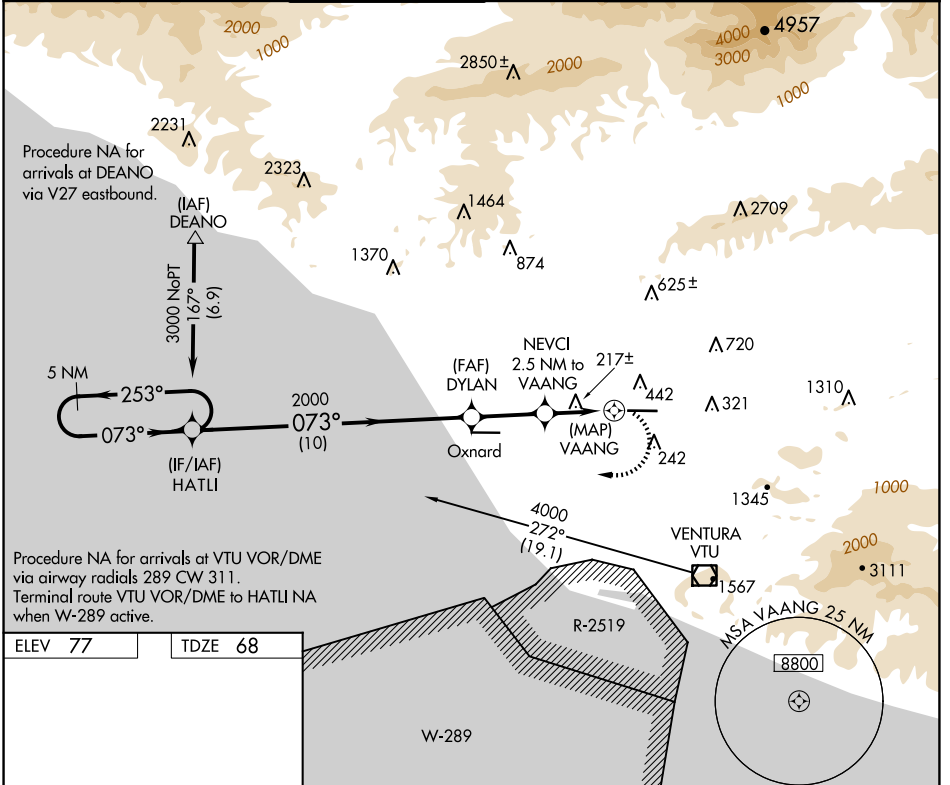 2000
1000
2850±
2000
4000
3000
4957
1000
2231
Procedure NA for
arrivals at DEANO
via V27 eastbound.
2323
(IAF)
DEANO
1464
2709
1370
874
3000 NoPT
167°
(6.9)
625±
5 NM
253°
073°
(IF/IAF)
HATLI
2000
073°
(10)
(FAF)
DYLAN
Oxnard
NEVCI
2.5 NM to
VAANG
217±
720
442
321
1310
(MAP)
VAANG
242
4000
272°
(19.1)
1345
1000
VENTURA
VTU
1567
2000
3111
Procedure NA for arrivals at VTU VOR/DME
via airway radials 289 CW 311.
Terminal route VTU VOR/DME to HATLI NA
when W-289 active.
R-2519
MSA VAANG 25 NM
8800
ELEV 77
TDZE 68
W-289